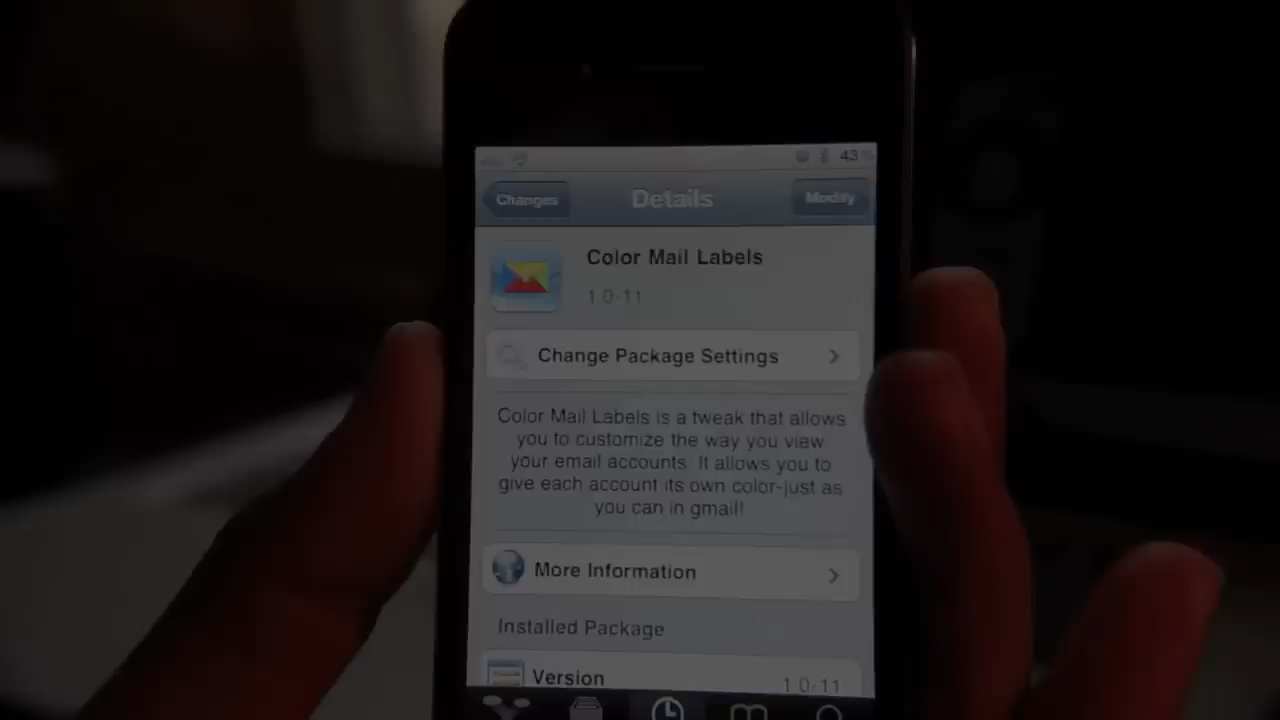 43
Changes
Details
Modify
Color Mail Labels
1.0-11
Change Package Settings
Color Mail Labels is a tweak that allows
you to customize the way you view
your email accounts. It allows you to
give each account its own color-just as
you can in gmail!
More Information
Installed Package
Version
1.0-11